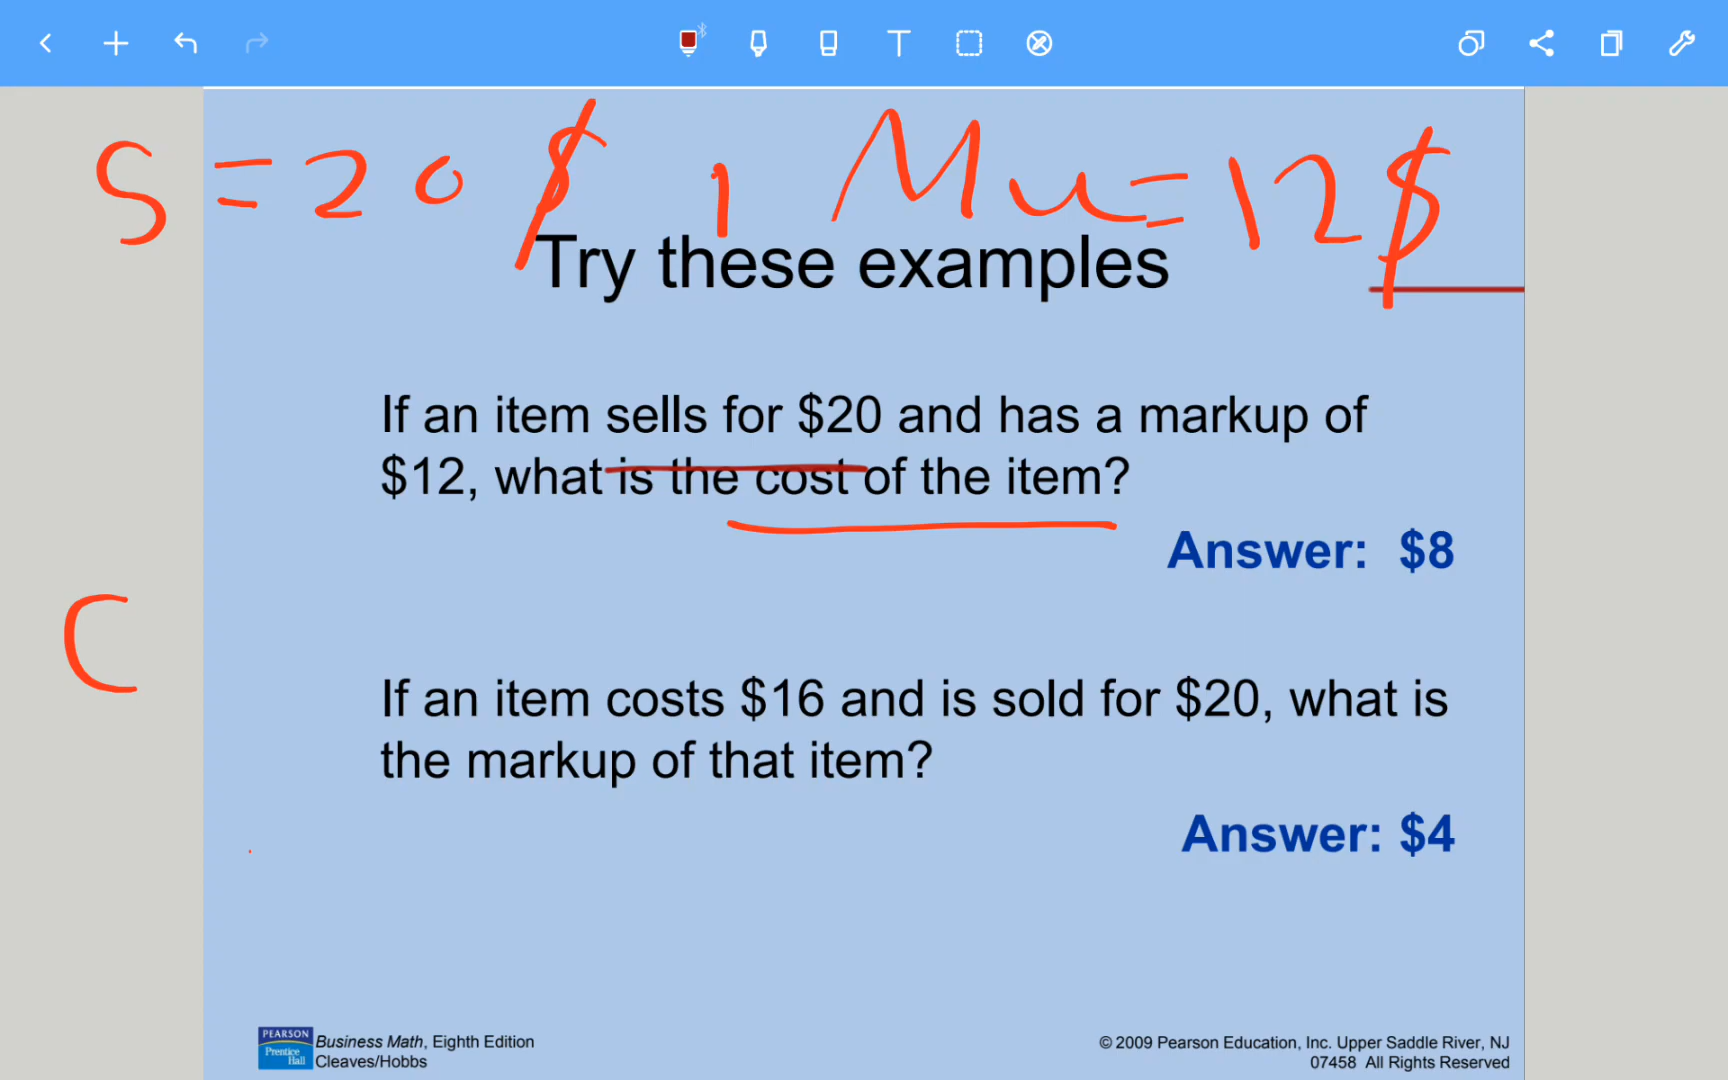 S = 20 $ , Mu = 12 $
Try these examples
If an item sells for $20 and has a markup of
$12, what is the cost of the item?
Answer: $8
C
If an item costs $16 and is sold for $20, what is
the markup of that item?
Answer: $4
PEARSON
Prentice
Hall
Business Math, Eighth Edition
Cleaves/Hobbs
© 2009 Pearson Education, Inc. Upper Saddle River, NJ
07458 All Rights Reserved